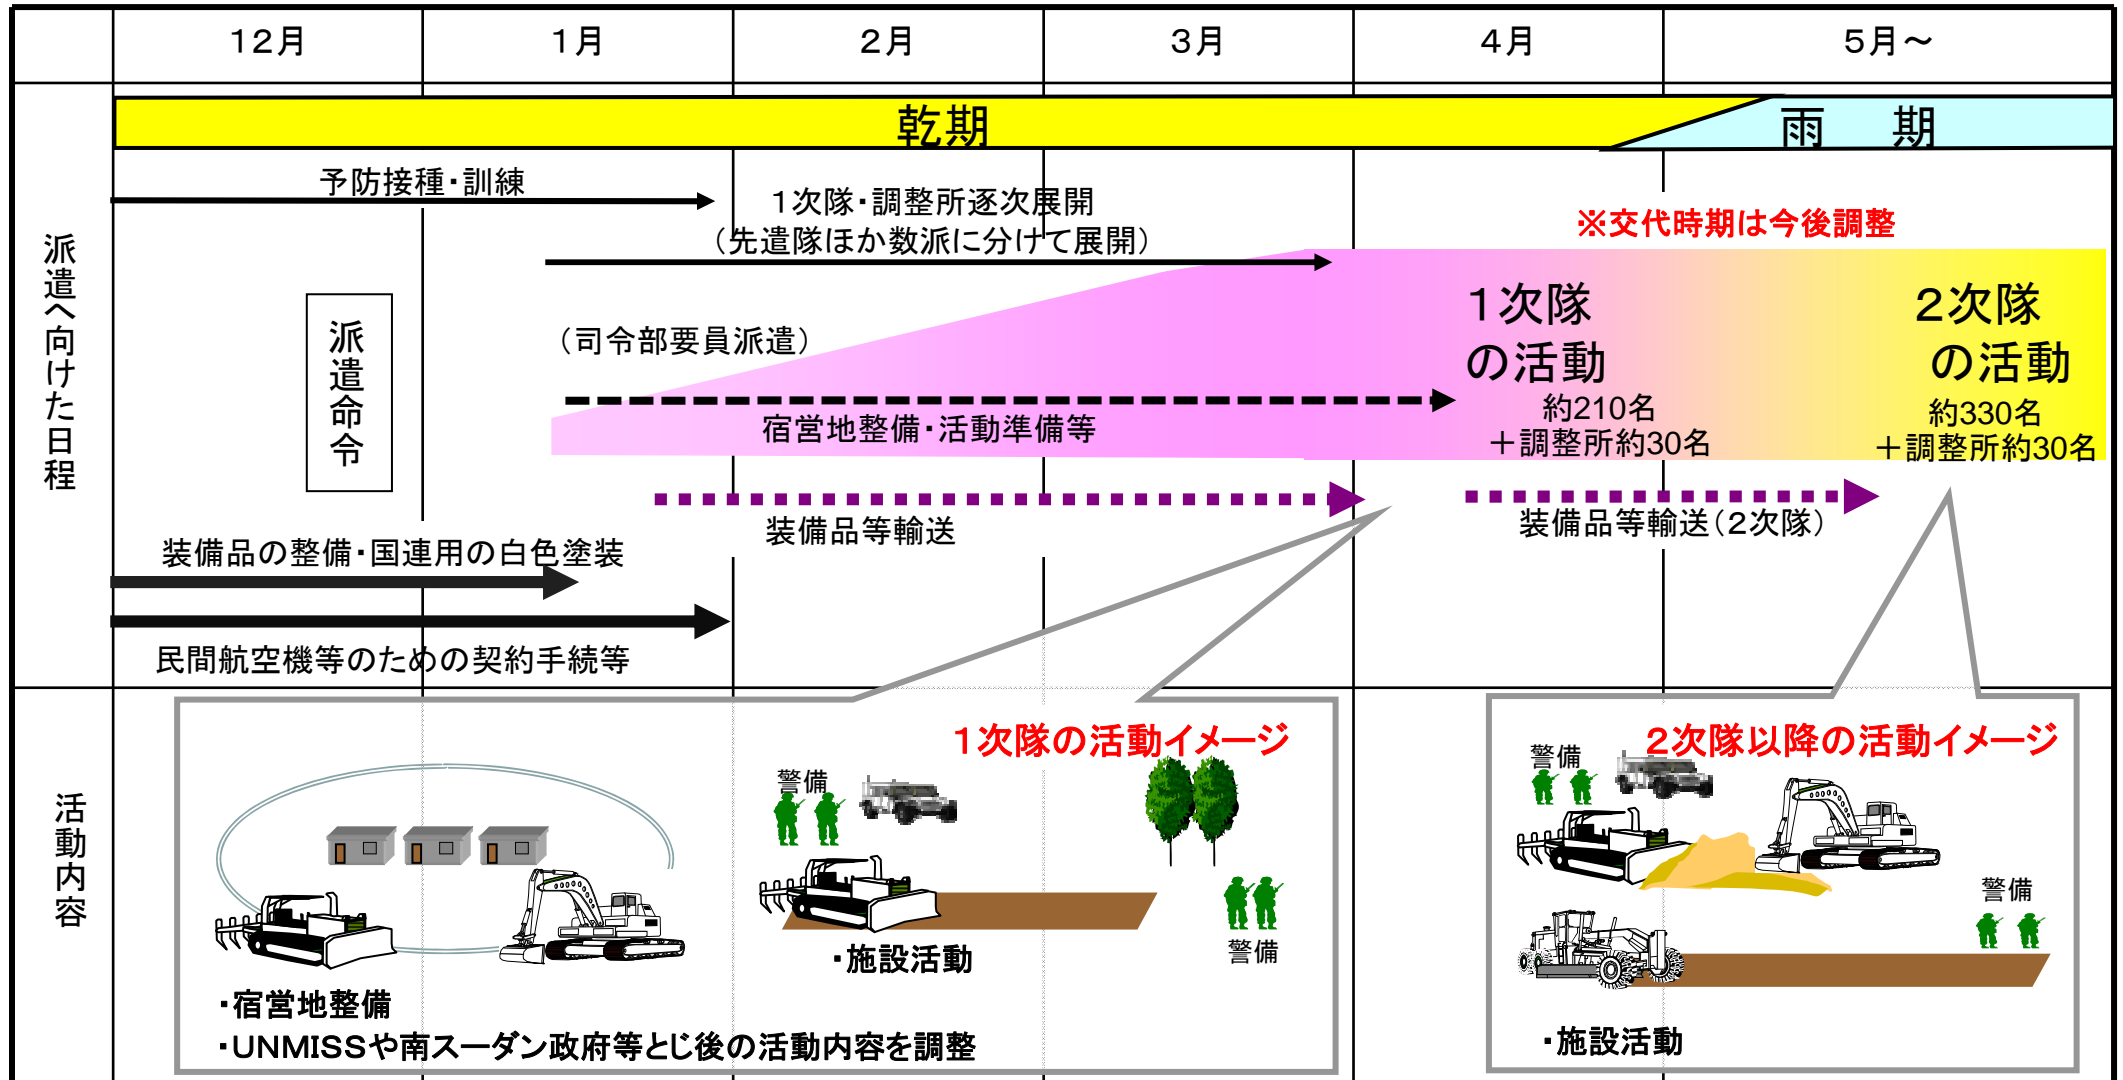 12月
1月
2月
3月
4月
5月～
乾期
雨　期
派遣へ向けた日程
予防接種・訓練
1次隊・調整所逐次展開
（先遣隊ほか数派に分けて展開）
※交代時期は今後調整
派遣命令
（司令部要員派遣）
宿営地整備・活動準備等
1次隊
の活動
約210名
＋調整所約30名
2次隊
の活動
約330名
＋調整所約30名
装備品等輸送
装備品等輸送（2次隊）
装備品の整備・国連用の白色塗装
民間航空機等のための契約手続等
活動内容
1次隊の活動イメージ
警備
警備
・施設活動
・宿営地整備
・UNMISSや南スーダン政府等とじ後の活動内容を調整
2次隊以降の活動イメージ
警備
警備
・施設活動